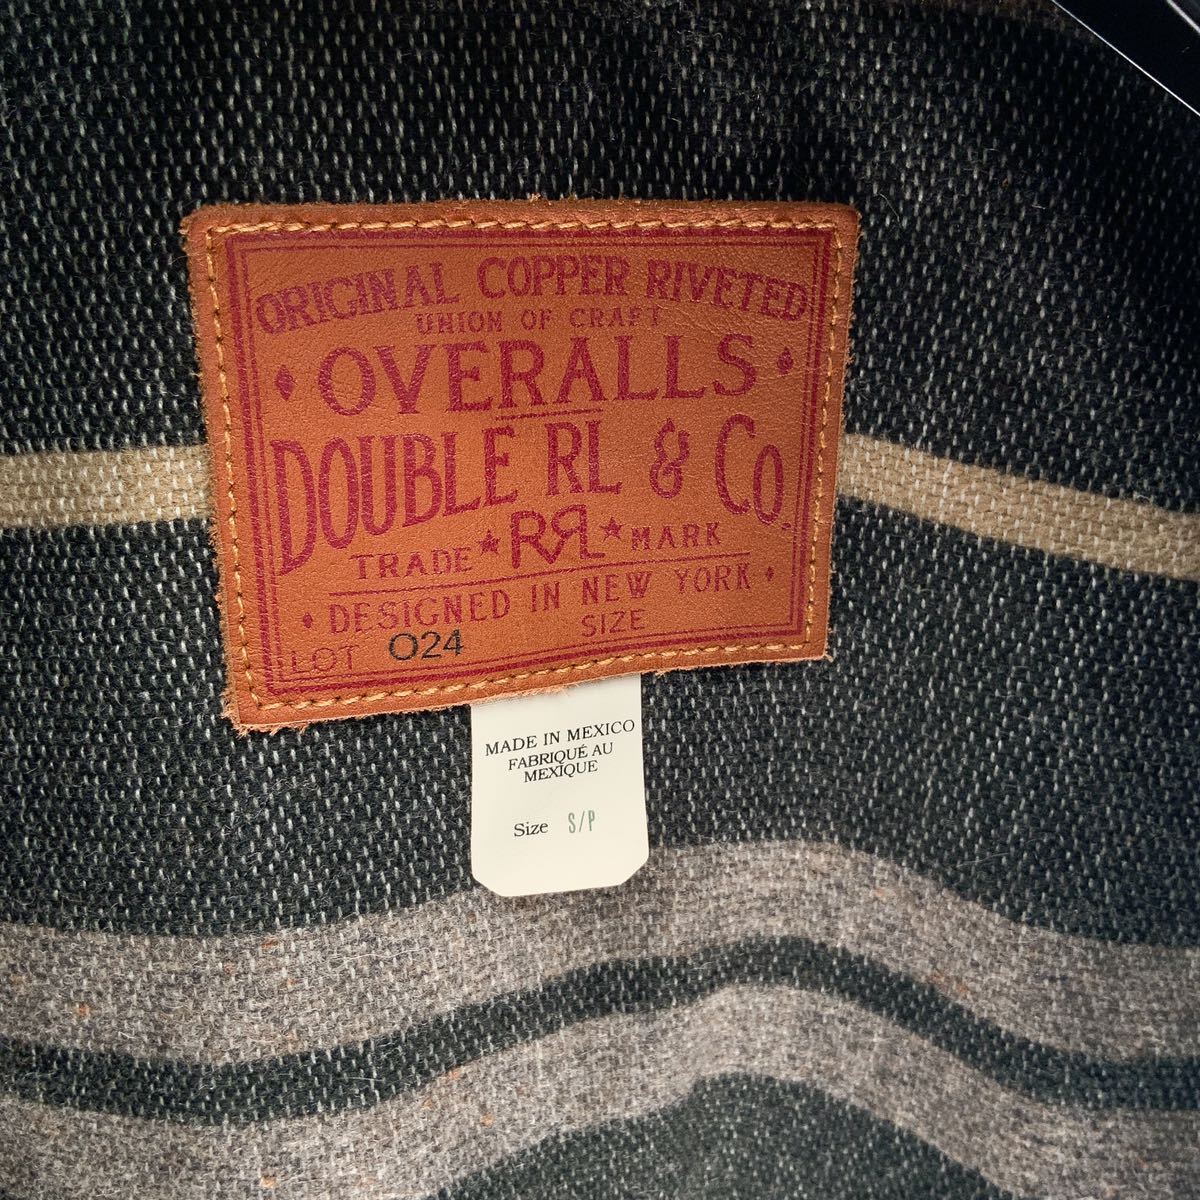 ORIGINAL COPPER RIVETED
UNION OF CRAFT
OVERALLS
DOUBLE RL & CO.
TRADE ★ RRL ★ MARK
DESIGNED IN NEW YORK
LOT 024 SIZE
MADE IN MEXICO
FABRIQUÉ AU
MEXIQUE
Size S/P